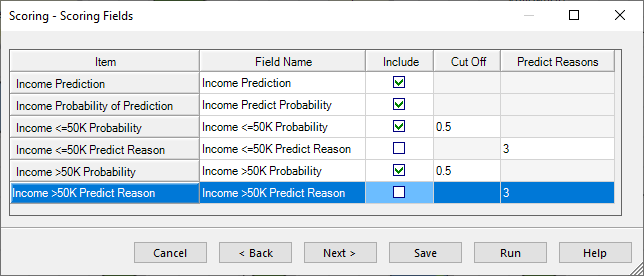 Scoring - Scoring Fields
Item Field Name Include Cut Off Predict Reasons
Income Prediction Income Prediction
Income Probability of Prediction Income Predict Probability
Income <=50K Probability Income <=50K Probability 0.5
Income <=50K Predict Reason Income <=50K Predict Reason 3
Income >50K Probability Income >50K Probability 0.5
Income >50K Predict Reason Income >50K Predict Reason 3
Cancel < Back Next > Save Run Help